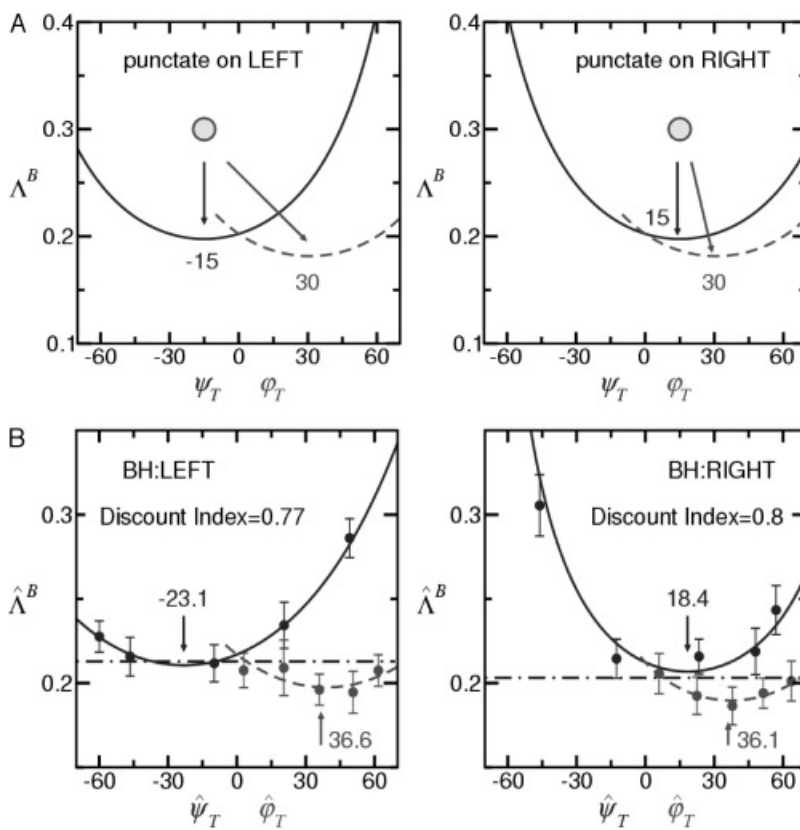 A
0.4 0.4
punctate on LEFT punctate on RIGHT
0.3 0.3
Λ^B Λ^B
0.2 0.2
15
-15
30 30
0.1 0.1
-60 -30 0 30 60 -60 -30 0 30 60
ψ_T φ_T ψ_T φ_T
B
BH:LEFT BH:RIGHT
Discount Index=0.77 Discount Index=0.8
0.3 0.3
Λ̂^B Λ̂^B
-23.1 18.4
0.2 0.2
36.6 36.1
-60 -30 0 30 60 -60 -30 0 30 60
ψ̂_T φ̂_T ψ̂_T φ̂_T